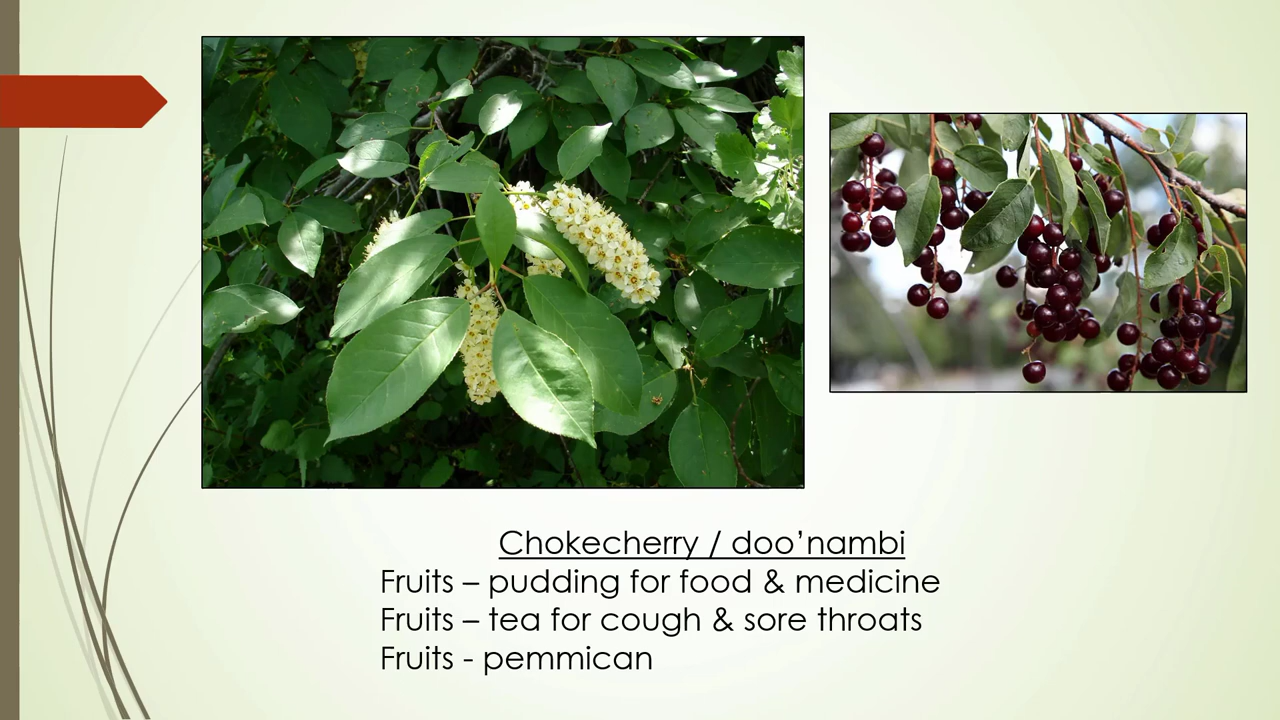 Chokecherry / doo’nambi
Fruits – pudding for food & medicine
Fruits – tea for cough & sore throats
Fruits - pemmican